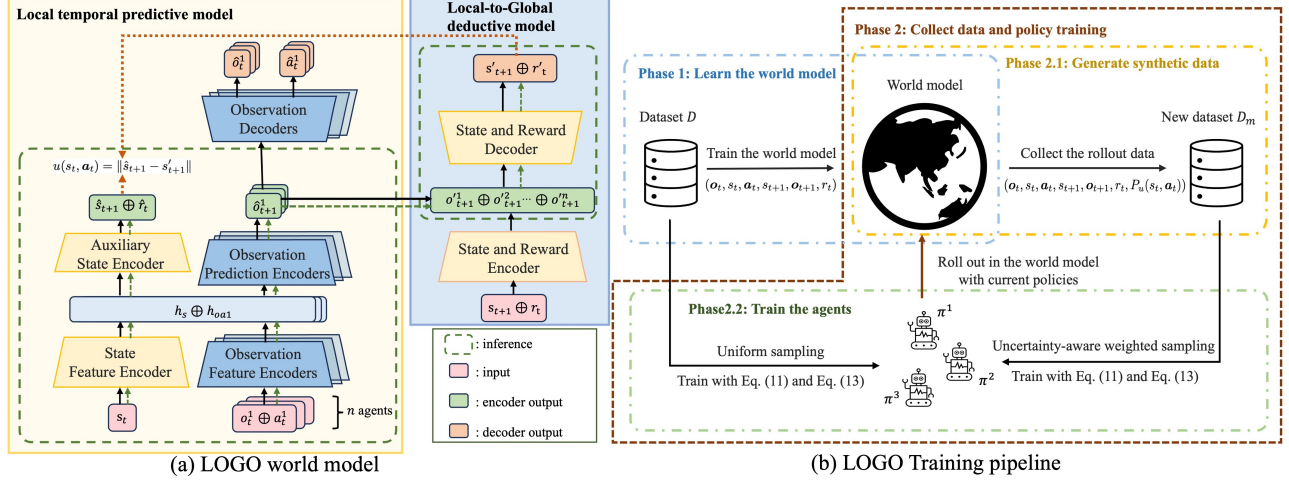 Local temporal predictive model
ô¹ₜ
â¹ₜ
Observation
Decoders
u(sₜ, 𝒂ₜ) = ‖ŝₜ₊₁ − s′ₜ₊₁‖
ŝₜ₊₁ ⊕ r̂ₜ
ô¹ₜ₊₁
Auxiliary
State Encoder
Observation
Prediction Encoders
hₛ ⊕ hₒₐ₁
State
Feature Encoder
Observation
Feature Encoders
sₜ
o¹ₜ ⊕ a¹ₜ
n agents
Local-to-Global
deductive model
s′ₜ₊₁ ⊕ r′ₜ
State and Reward
Decoder
o′¹ₜ₊₁ ⊕ o′²ₜ₊₁ ⋯ ⊕ o′ⁿₜ₊₁
State and Reward
Encoder
sₜ₊₁ ⊕ rₜ
: inference
: input
: encoder output
: decoder output
(a) LOGO world model
Phase 2: Collect data and policy training
Phase 1: Learn the world model
Phase 2.1: Generate synthetic data
World model
Dataset D
New dataset Dₘ
Train the world model
(𝒐ₜ, sₜ, 𝒂ₜ, sₜ₊₁, 𝒐ₜ₊₁, rₜ)
Collect the rollout data
(𝒐ₜ, sₜ, 𝒂ₜ, sₜ₊₁, 𝒐ₜ₊₁, rₜ, Pᵤ(sₜ, 𝒂ₜ))
Roll out in the world model
with current policies
Phase2.2: Train the agents
π¹
π²
π³
Uniform sampling
Train with Eq. (11) and Eq. (13)
Uncertainty-aware weighted sampling
Train with Eq. (11) and Eq. (13)
(b) LOGO Training pipeline